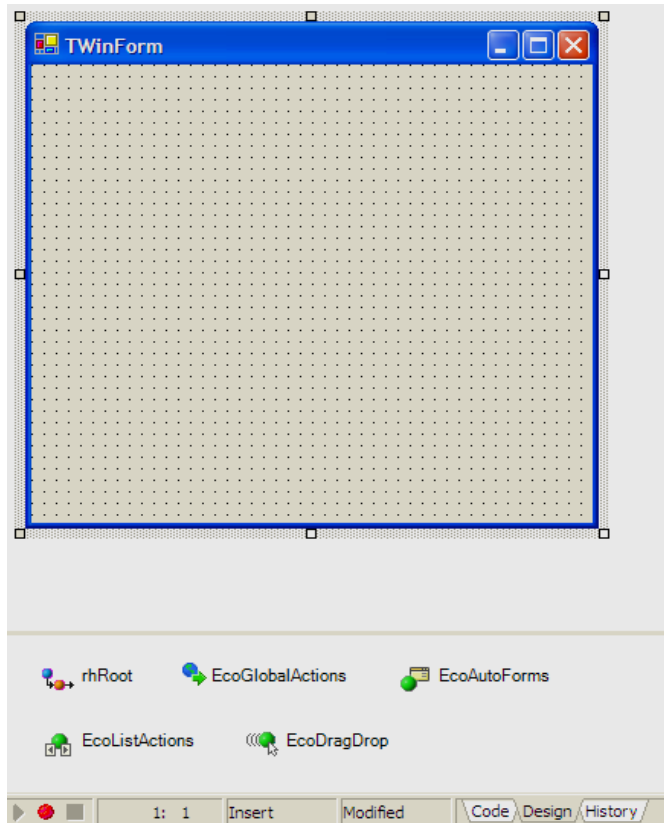 TWinForm
rhRoot EcoGlobalActions EcoAutoForms
EcoListActions EcoDragDrop
1: 1 Insert Modified Code Design History